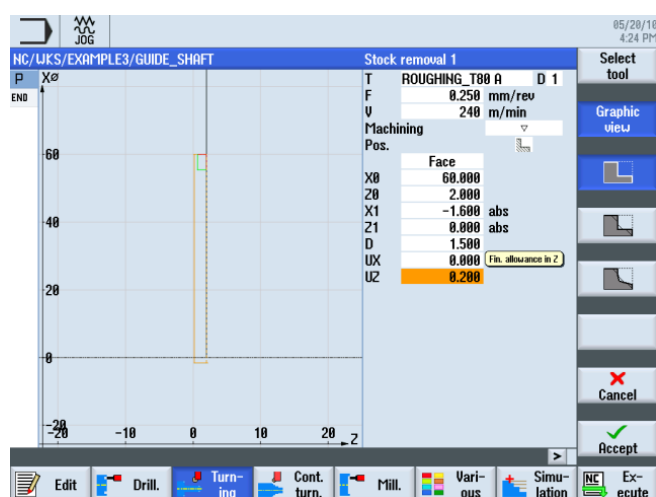 JOG
05/20/10
4:24 PM
NC/WKS/EXAMPLE3/GUIDE_SHAFT
Stock removal 1
Select
tool
P
END
XØ
60
40
20
0
-20
-20
-10
0
10
20
Z
T ROUGHING_T80 A D 1
F 0.250 mm/rev
V 240 m/min
Machining ▽
Pos.
Face
X0 60.000
Z0 2.000
X1 -1.600 abs
Z1 0.000 abs
D 1.500
UX 0.000
Fin. allowance in Z
UZ 0.200
Graphic
view
Cancel
Accept
>
Edit
Drill.
Turn-
ing
Cont.
turn.
Mill.
Vari-
ous
Simu-
lation
NC
Ex-
ecute